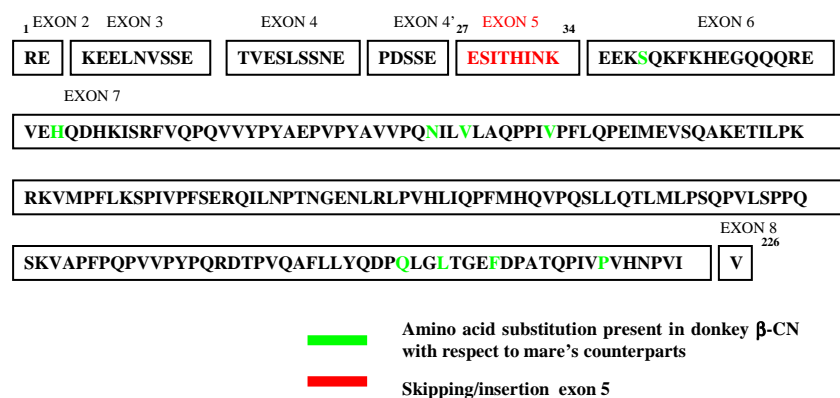 EXON 2 EXON 3 EXON 4 EXON 4’ EXON 5 EXON 6
1 27 34
RE KEELNVSSE TVESLSSNE PDSSE ESITHINK EEKSQKFKHEGQQQRE
EXON 7
VEHQDHKISRFVQPQVVYPYAEPVPYAVVPQNILVLAQPPIVPFLQPEIMEVSQAKETILPK
RKVMPFLKSPIVPFSERQILNPTNGENLRLPVHLIQPFMHQVPQSLLQTLMLPSQPVLSPPQ
EXON 8
226
SKVAPFPQPVVPYPQRDTPVQAFLLYQDPQLGLTGEFDPATQPIVPVHNPVI V
Amino acid substitution present in donkey β-CN
with respect to mare’s counterparts
Skipping/insertion exon 5